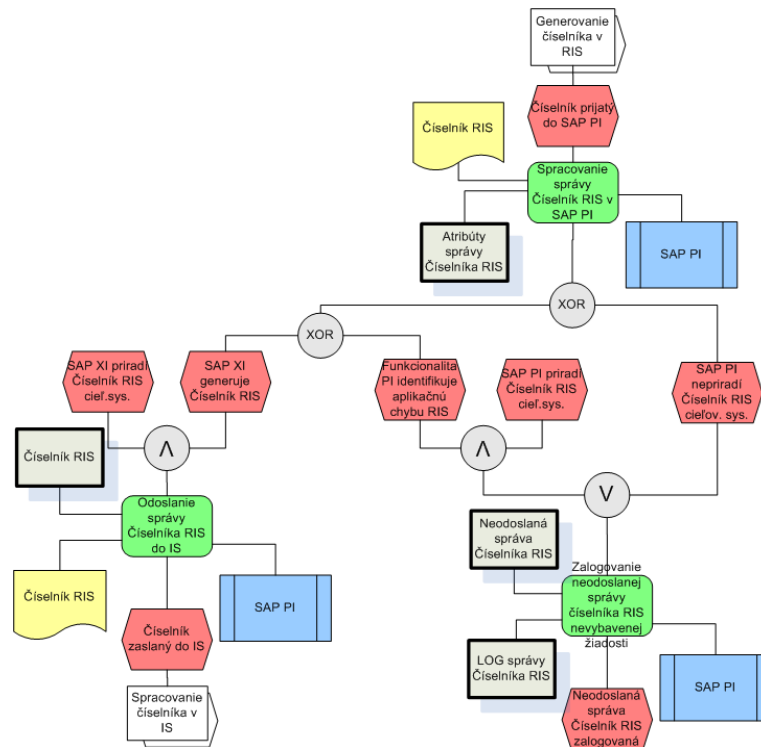 Generovanie
číselníka v
RIS
Číselník prijatý
do SAP PI
Číselník RIS
Spracovanie
správy
Číselník RIS v
SAP PI
Atribúty
správy
Číselníka RIS
SAP PI
XOR
XOR
SAP XI priradí
Číselník RIS
cieľ.sys.
SAP XI
generuje
Číselník RIS
Funkcionalita
PI identifikuje
aplikačnú
chybu RIS
SAP PI priradí
Číselník RIS
cieľ.sys.
SAP PI
nepriradí
Číselník RIS
cieľov. sys.
Λ
Λ
V
Číselník RIS
Odoslanie
správy
Číselníka RIS
do IS
Číselník RIS
SAP PI
Číselník
zaslaný do IS
Spracovanie
číselníka v
IS
Neodoslaná
správa
Číselníka RIS
Zalogovanie
neodoslanej
správy
číselníka RIS
nevybavenej
žiadosti
LOG správy
Číselníka RIS
SAP PI
Neodoslaná
správa
Číselník RIS
zalogovaná